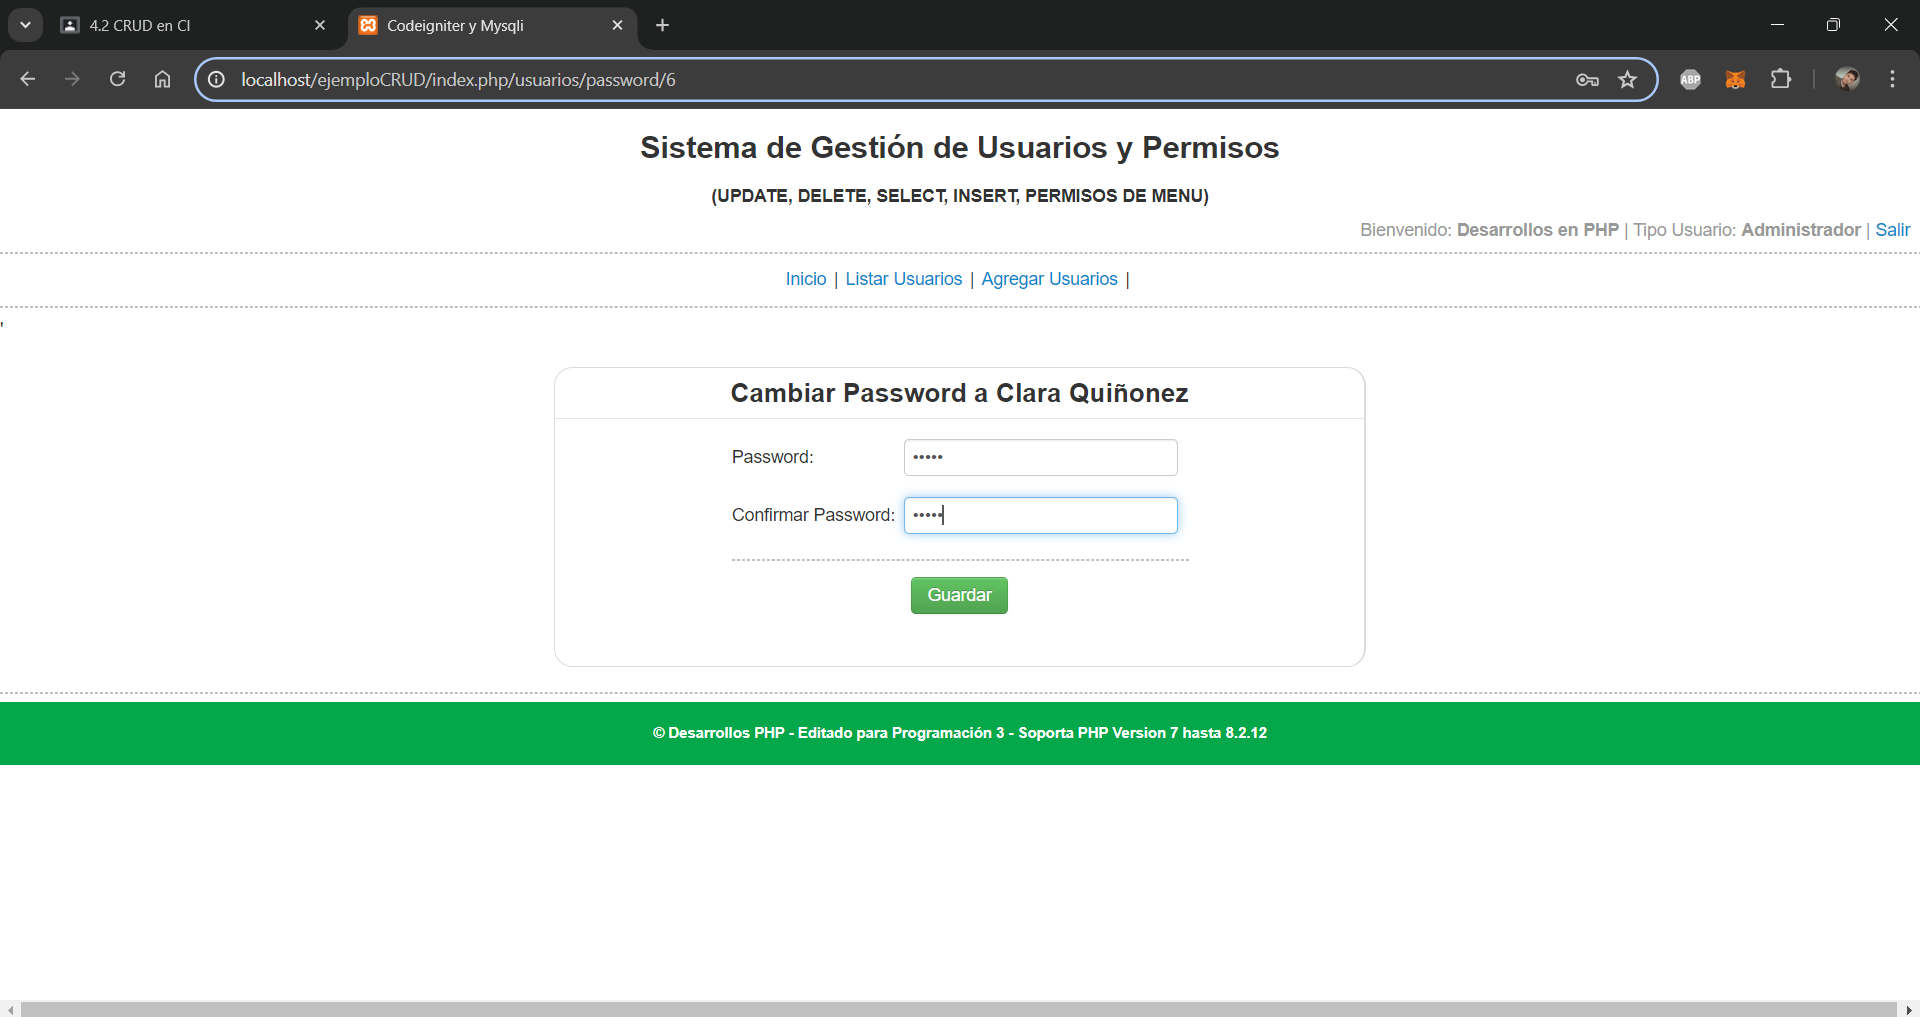 4.2 CRUD en CI
Codeigniter y Mysqli
localhost/ejemploCRUD/index.php/usuarios/password/6
ABP
Sistema de Gestión de Usuarios y Permisos
(UPDATE, DELETE, SELECT, INSERT, PERMISOS DE MENU)
Bienvenido: Desarrollos en PHP | Tipo Usuario: Administrador | Salir
Inicio | Listar Usuarios | Agregar Usuarios |
'
Cambiar Password a Clara Quiñonez
Password: •••••
Confirmar Password: •••••
Guardar
© Desarrollos PHP - Editado para Programación 3 - Soporta PHP Version 7 hasta 8.2.12